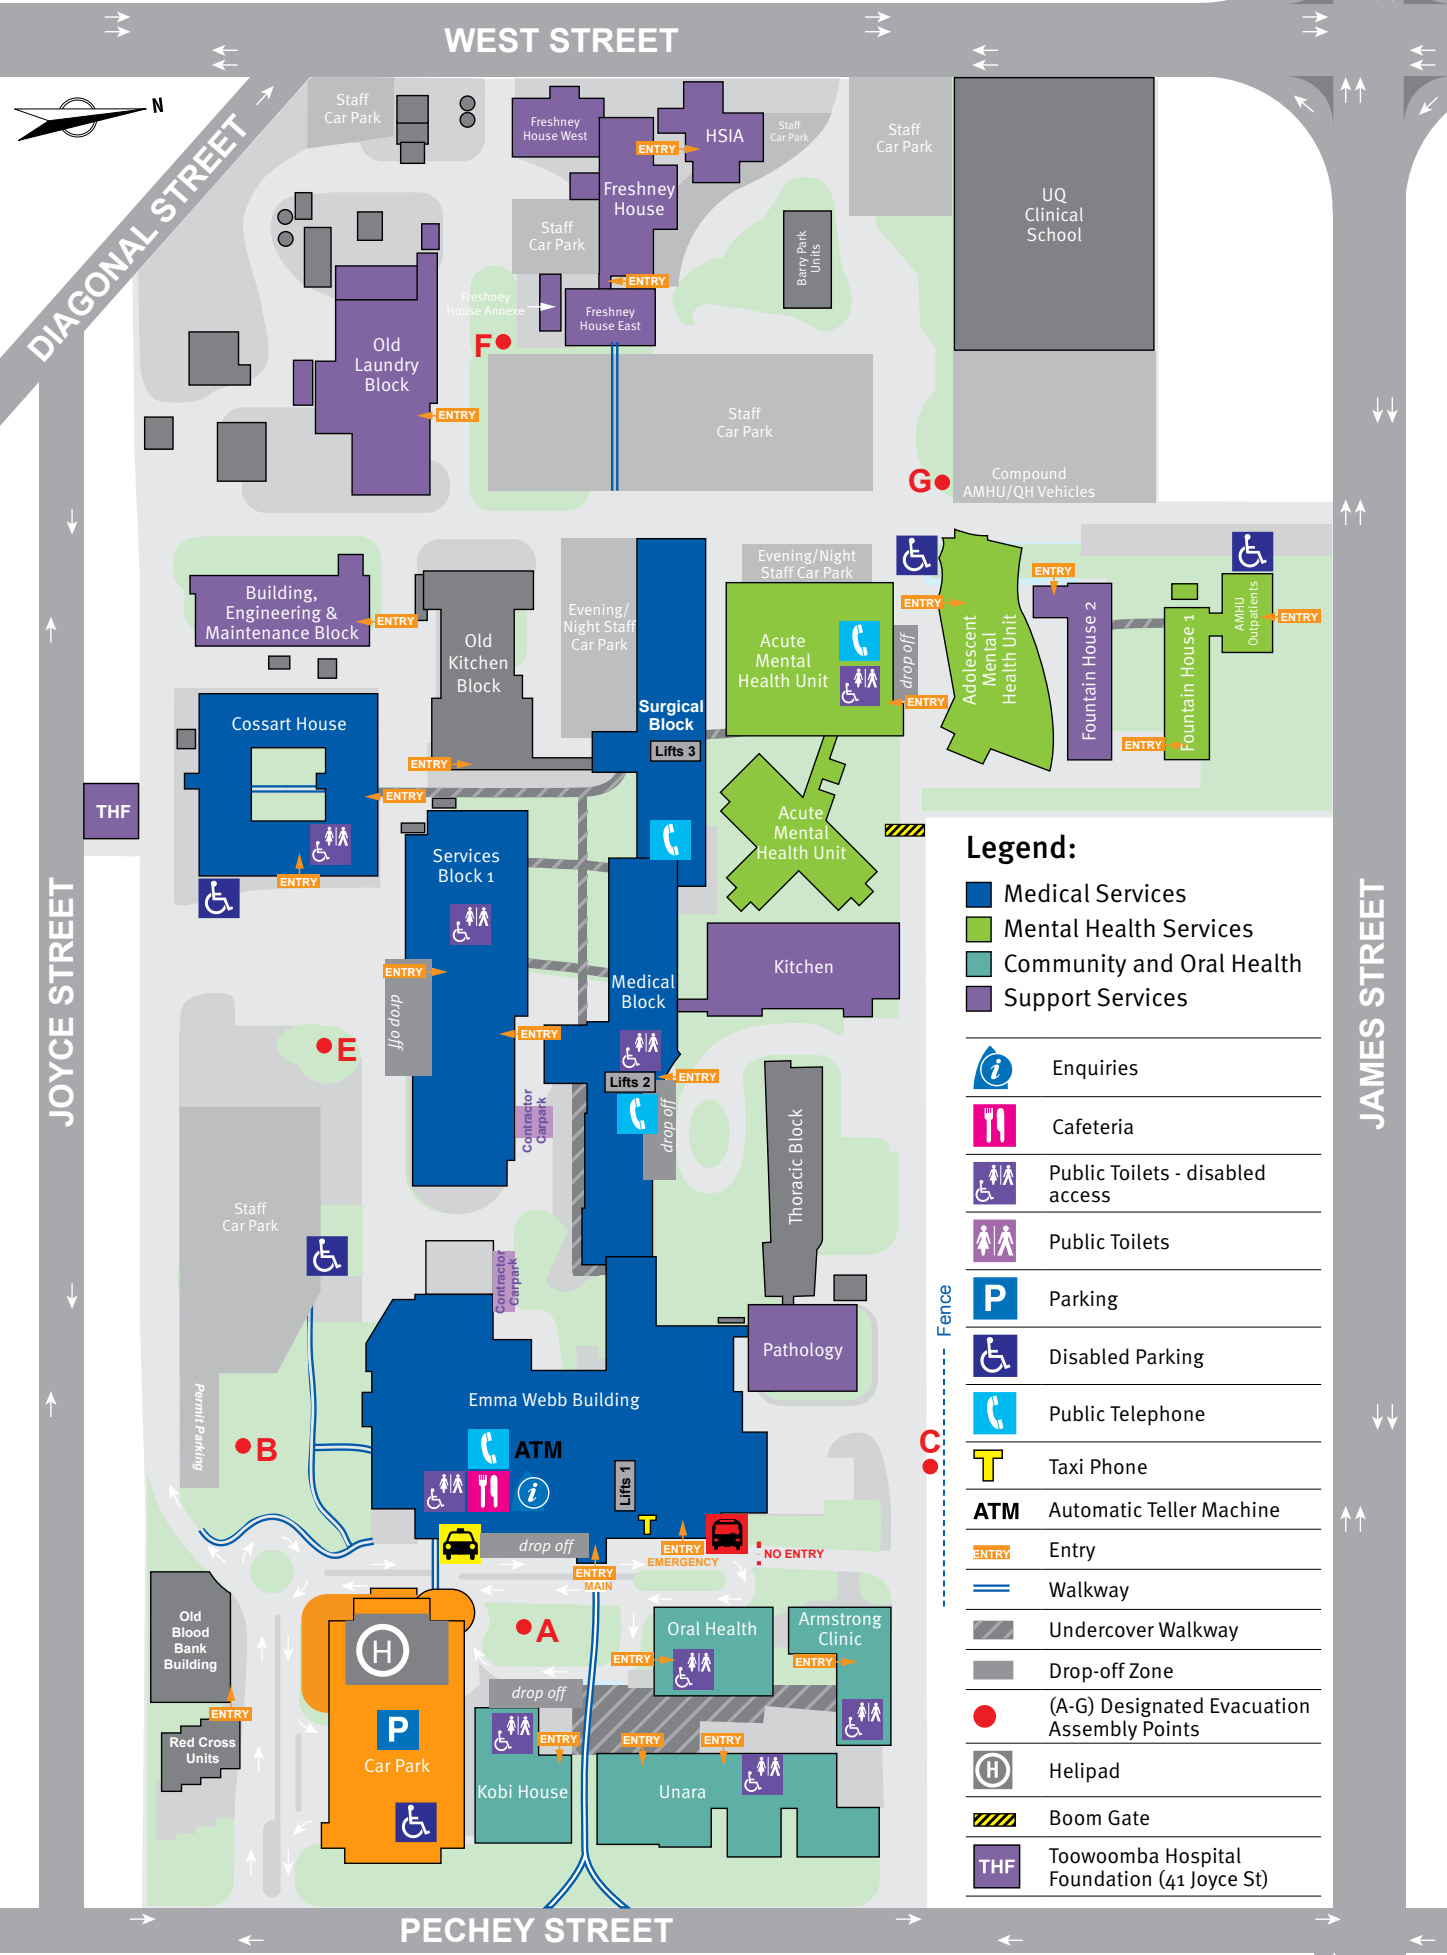 WEST STREET
N
DIAGONAL STREET
Staff
Car Park
Freshney
House West
HSIA
ENTRY
Staff
Car Park
Staff
Car Park
UQ
Clinical
School
Freshney
House
Staff
Car Park
Barry Park
Units
ENTRY
Freshney
House Annexe
Freshney
House East
F
Old
Laundry
Block
ENTRY
Staff
Car Park
G
Compound
AMHU/QH Vehicles
Building,
Engineering &
Maintenance Block
ENTRY
Old
Kitchen
Block
ENTRY
Evening/
Night Staff
Car Park
Surgical
Block
Lifts 3
Evening/Night
Staff Car Park
Acute
Mental
Health Unit
drop off
ENTRY
ENTRY
Adolescent
Mental
Health Unit
ENTRY
Fountain House 2
Fountain House 1
ENTRY
AMHU
Outpatients
ENTRY
Cossart House
ENTRY
ENTRY
THF
JOYCE STREET
Services
Block 1
ENTRY
drop off
ENTRY
Acute
Mental
Health Unit
Kitchen
Medical
Block
Lifts 2
ENTRY
drop off
E
Contractor
Carpark
Thoracic Block
Staff
Car Park
Contractor
Carpark
Pathology
Permit Parking
B
Emma Webb Building
ATM
i
Lifts 1
T
drop off
ENTRY
MAIN
ENTRY
EMERGENCY
NO ENTRY
C
Fence
Old
Blood
Bank
Building
ENTRY
Red Cross
Units
H
P
Car Park
A
drop off
ENTRY
Kobi House
Oral Health
ENTRY
Armstrong
Clinic
ENTRY
ENTRY
ENTRY
Unara
PECHEY STREET
JAMES STREET
Legend:
Medical Services
Mental Health Services
Community and Oral Health
Support Services
i Enquiries
Cafeteria
Public Toilets - disabled
access
Public Toilets
P Parking
Disabled Parking
Public Telephone
T Taxi Phone
ATM Automatic Teller Machine
ENTRY Entry
Walkway
Undercover Walkway
Drop-off Zone
(A-G) Designated Evacuation
Assembly Points
H Helipad
Boom Gate
THF Toowoomba Hospital
Foundation (41 Joyce St)